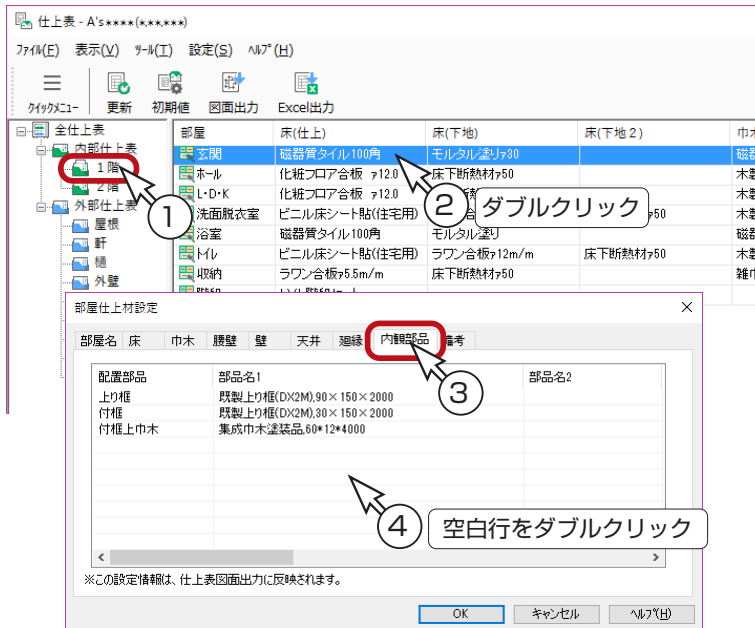 仕上表 - A's****(*,**,***)
ﾌｧｲﾙ(F) 表示(V) ﾂｰﾙ(T) 設定(S) ﾍﾙﾌﾟ(H)
ｸｲｯｸﾒﾆｭｰ 更新 初期値 図面出力 Excel出力
全仕上表
内部仕上表
1階
2階
外部仕上表
屋根
軒
樋
外壁
①
部屋 床(仕上) 床(下地) 床(下地2)
玄関 磁器質タイル100角 モルタル塗りｱ30
ホール 化粧フロア合板 ｱ12.0 床下断熱材ｱ50
L・D・K 化粧フロア合板 ｱ12.0
洗面脱衣室 ビニル床シート貼(住宅用) ｱ50
浴室 磁器質タイル100角 モルタル塗り
ﾄｲﾚ ビニル床シート貼(住宅用) ラワン合板ｱ12m/m 床下断熱材ｱ50
収納 ラワン合板ｱ5.5m/m 床下断熱材ｱ50
② ダブルクリック
部屋仕上材設定
部屋名 床 巾木 腰壁 壁 天井 廻縁 内観部品 備考
③
配置部品 部品名1 部品名2
上り框 既製上り框(DX2M),90×150×2000
付框 既製上り框(DX2M),30×150×2000
付框上巾木 集成巾木塗装品,60*12*4000
④ 空白行をダブルクリック
※この設定情報は、仕上表図面出力に反映されます。
OK キャンセル ﾍﾙﾌﾟ(H)